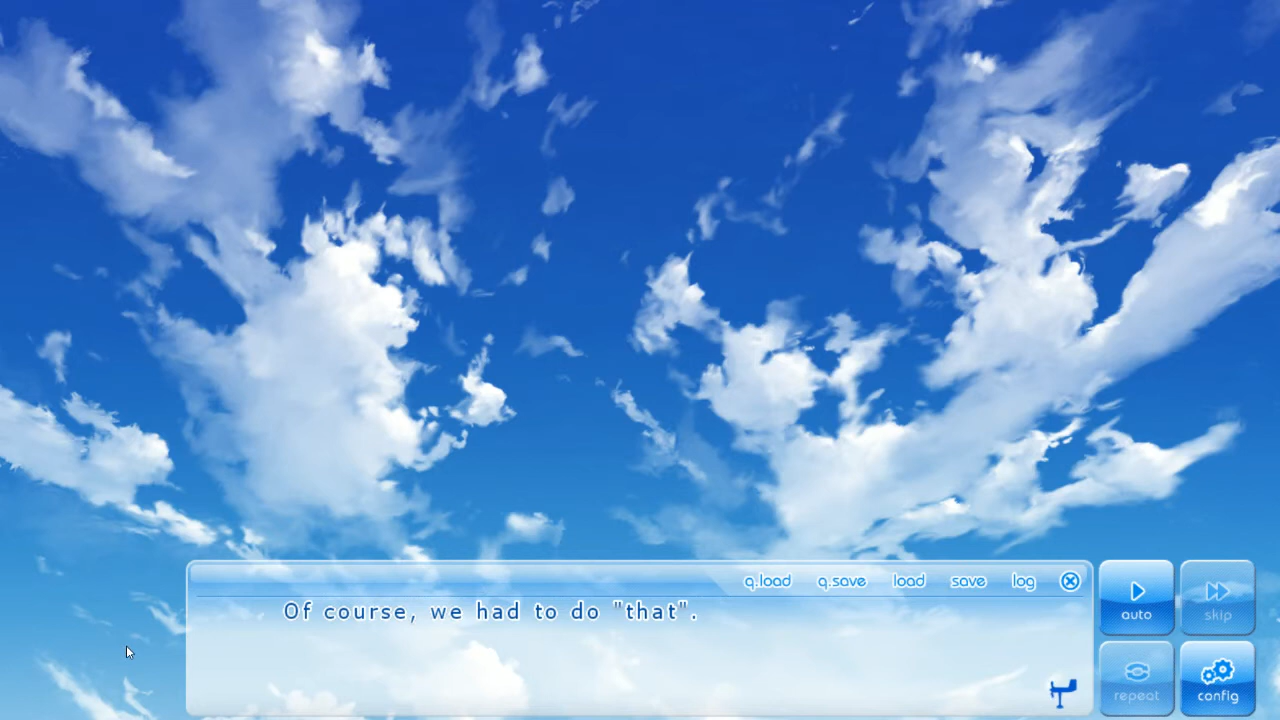 q.load q.save load save log
Of course, we had to do "that".
auto skip
repeat config